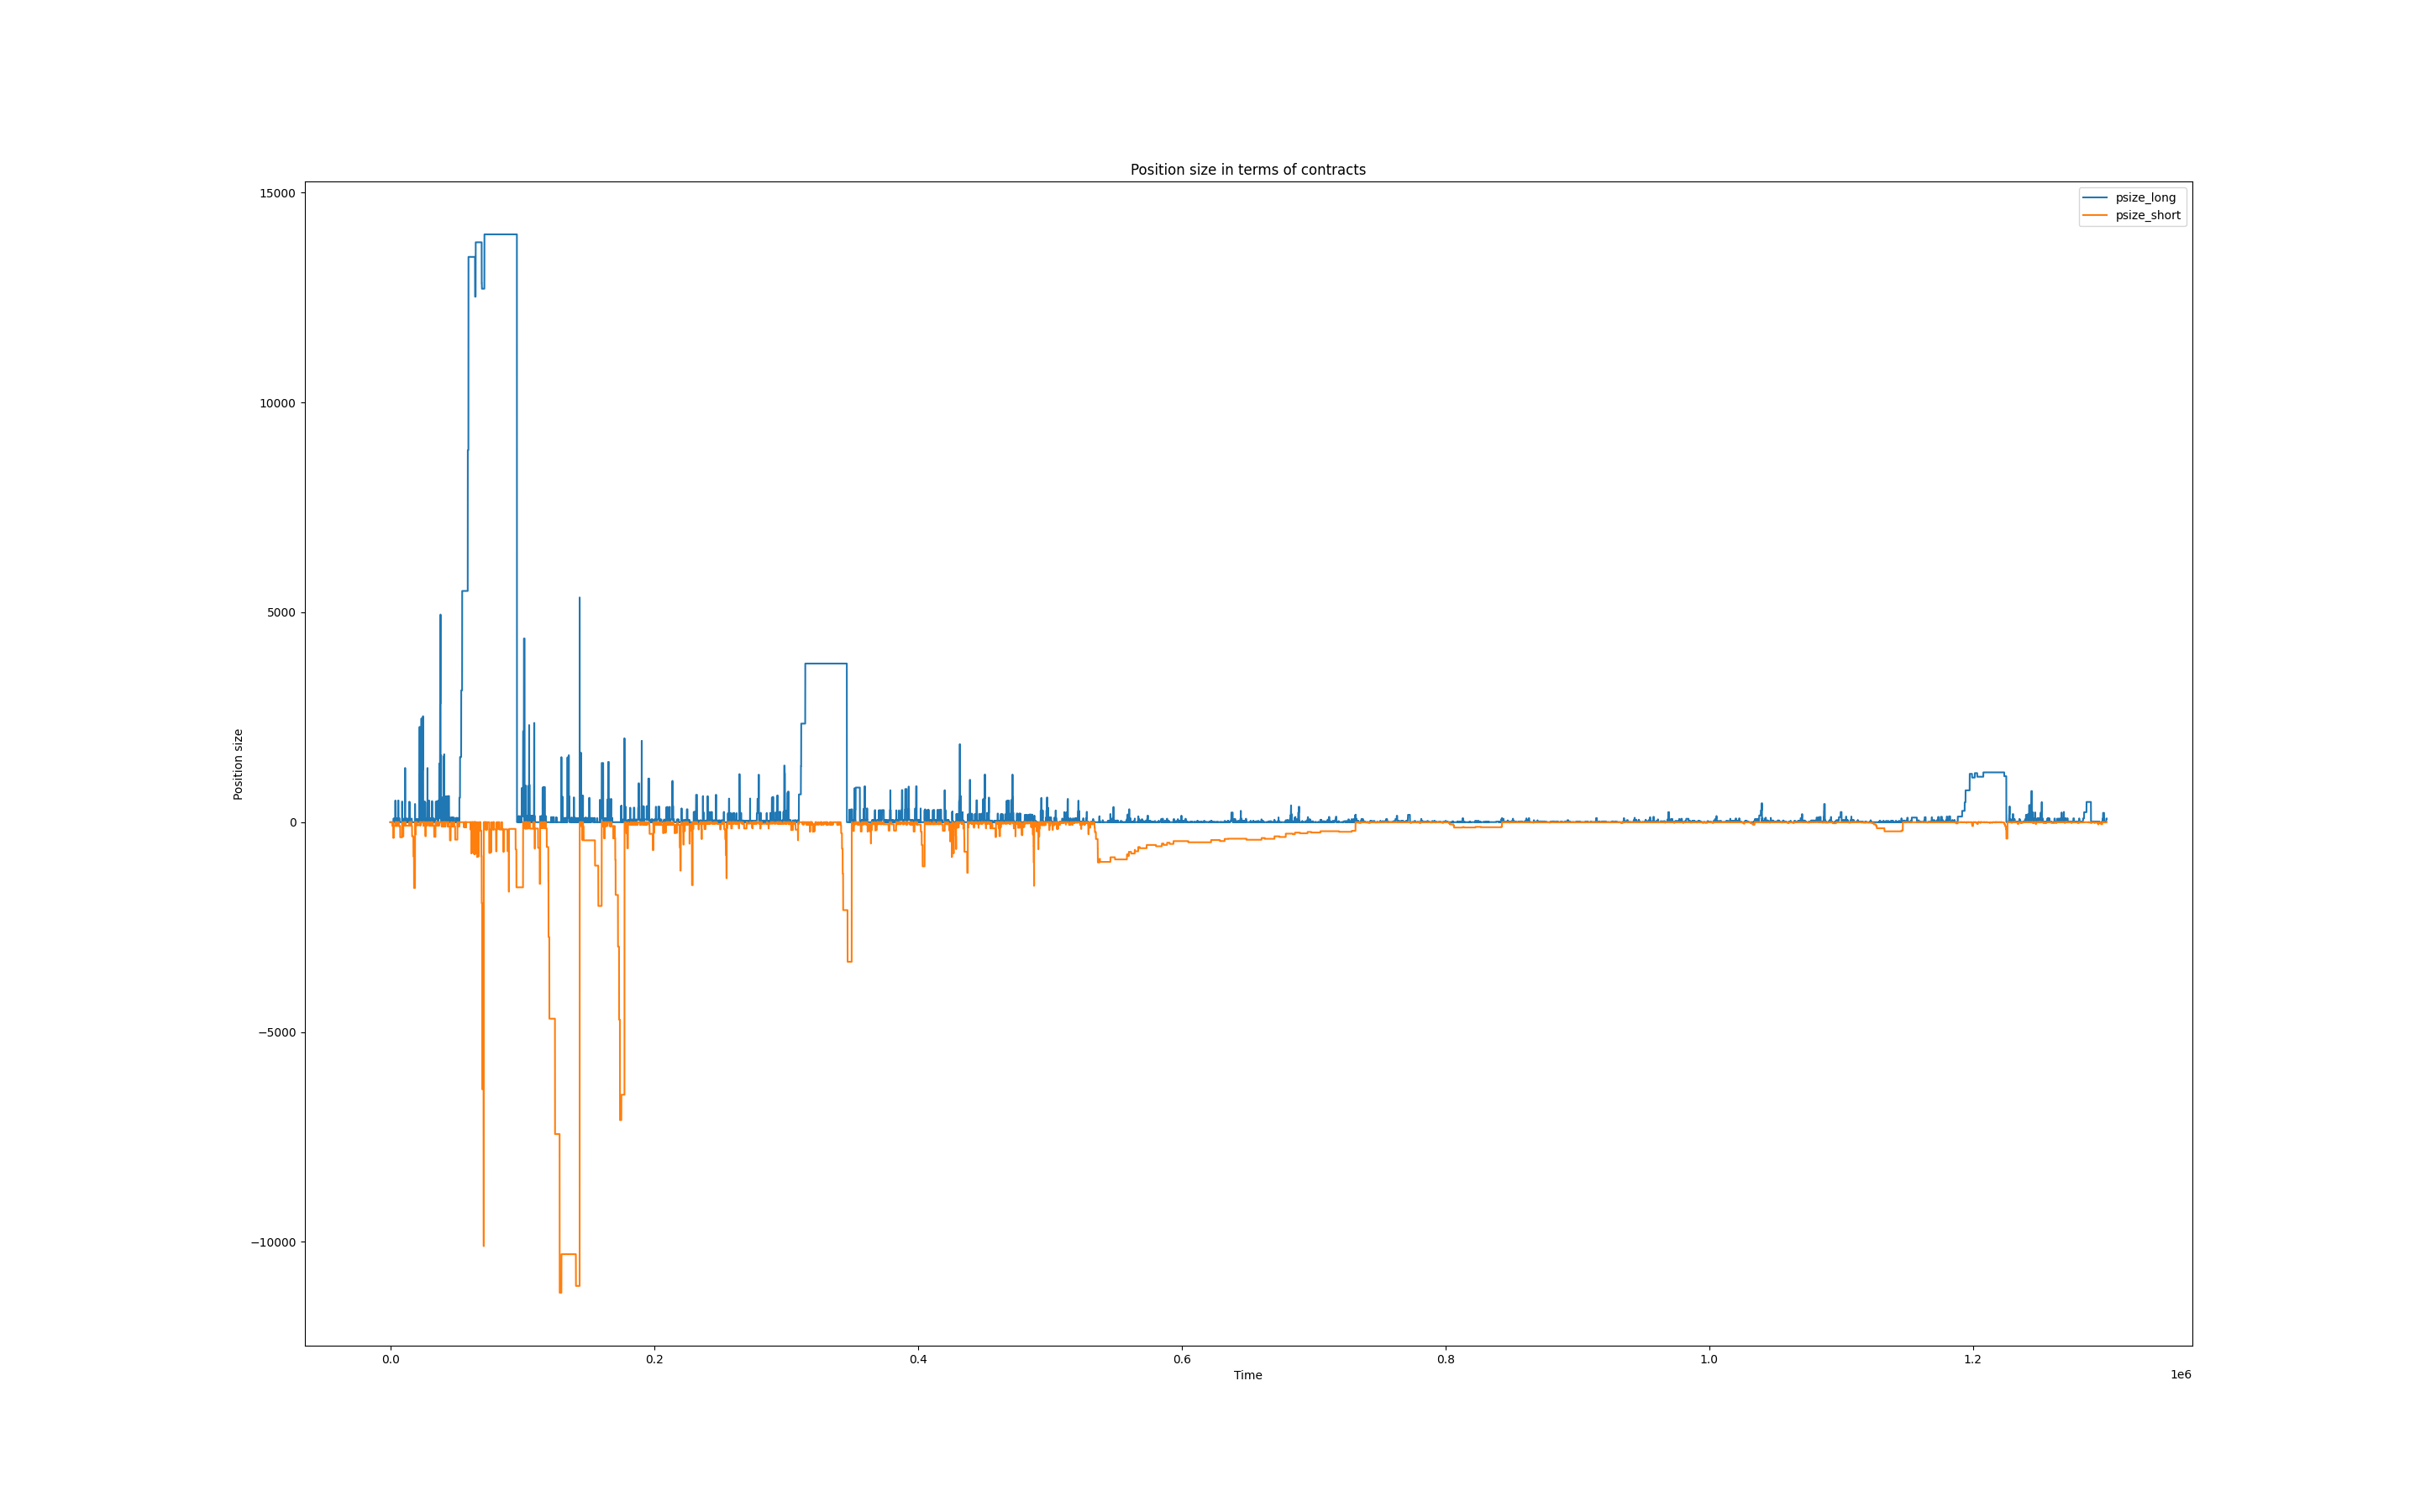 Position size in terms of contracts
psize_long
psize_short
15000
10000
5000
0
−5000
−10000
Position size
0.0
0.2
0.4
0.6
0.8
1.0
1.2
1e6
Time